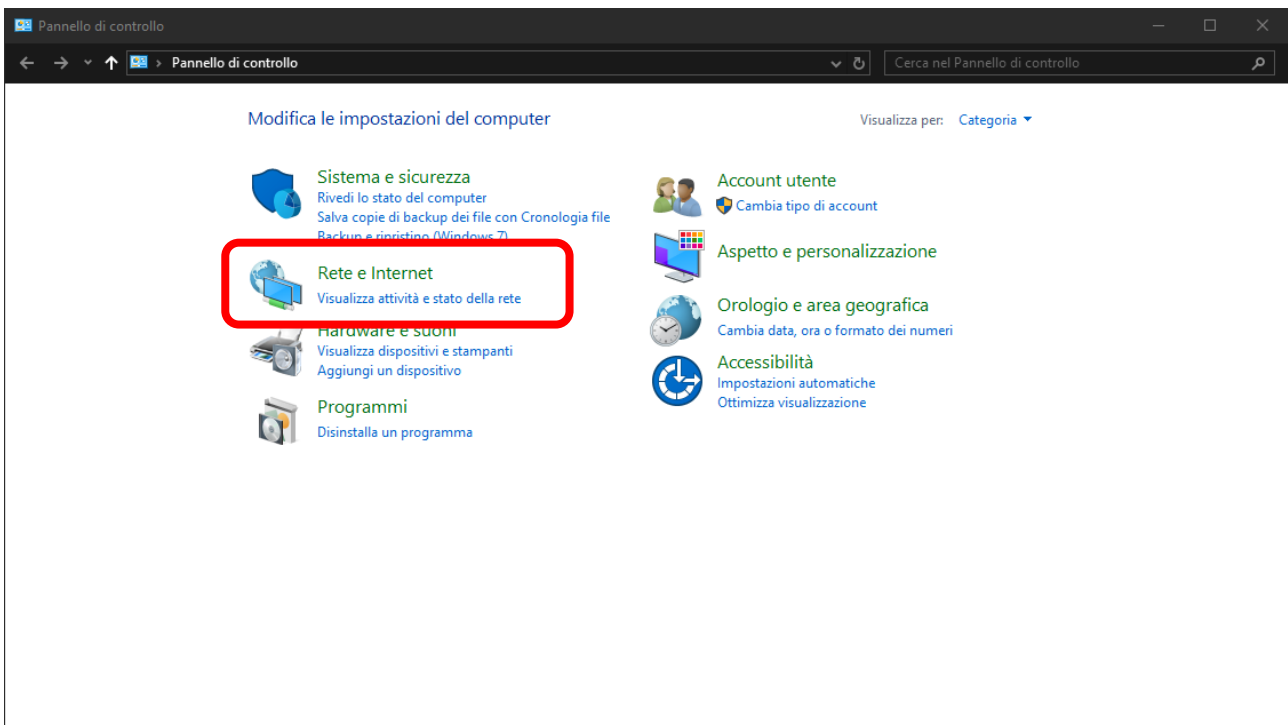 Pannello di controllo
Pannello di controllo
Cerca nel Pannello di controllo
Modifica le impostazioni del computer
Visualizza per: Categoria
Sistema e sicurezza
Rivedi lo stato del computer
Salva copie di backup dei file con Cronologia file
Backup e ripristino (Windows 7)
Rete e Internet
Visualizza attività e stato della rete
Hardware e suoni
Visualizza dispositivi e stampanti
Aggiungi un dispositivo
Programmi
Disinstalla un programma
Account utente
Cambia tipo di account
Aspetto e personalizzazione
Orologio e area geografica
Cambia data, ora o formato dei numeri
Accessibilità
Impostazioni automatiche
Ottimizza visualizzazione